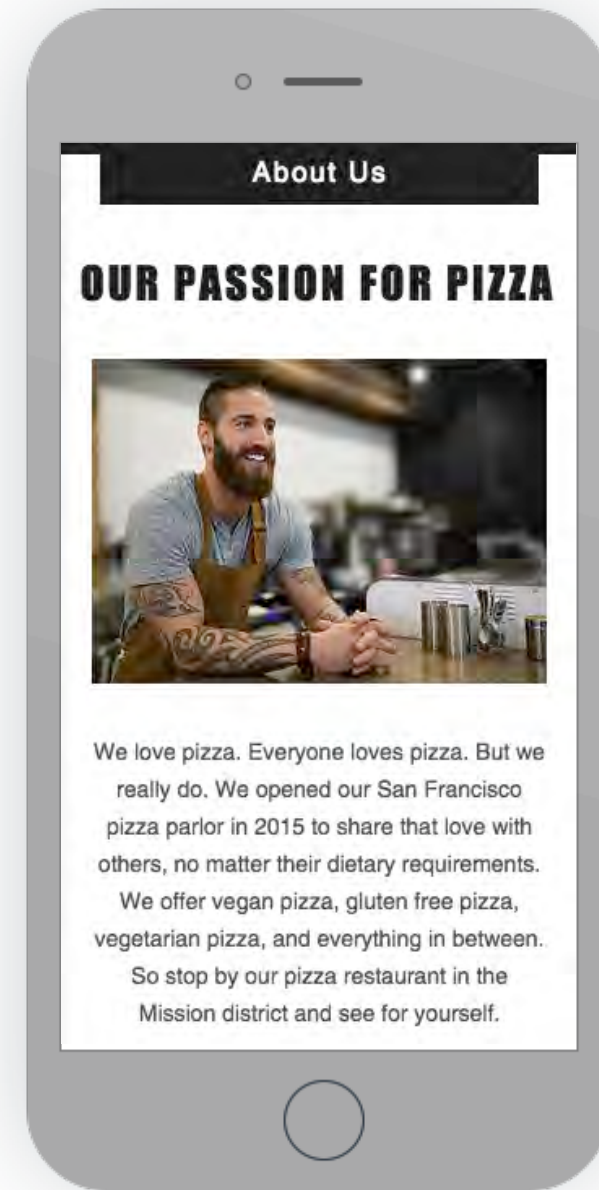 About Us
OUR PASSION FOR PIZZA
We love pizza. Everyone loves pizza. But we
really do. We opened our San Francisco
pizza parlor in 2015 to share that love with
others, no matter their dietary requirements.
We offer vegan pizza, gluten free pizza,
vegetarian pizza, and everything in between.
So stop by our pizza restaurant in the
Mission district and see for yourself.